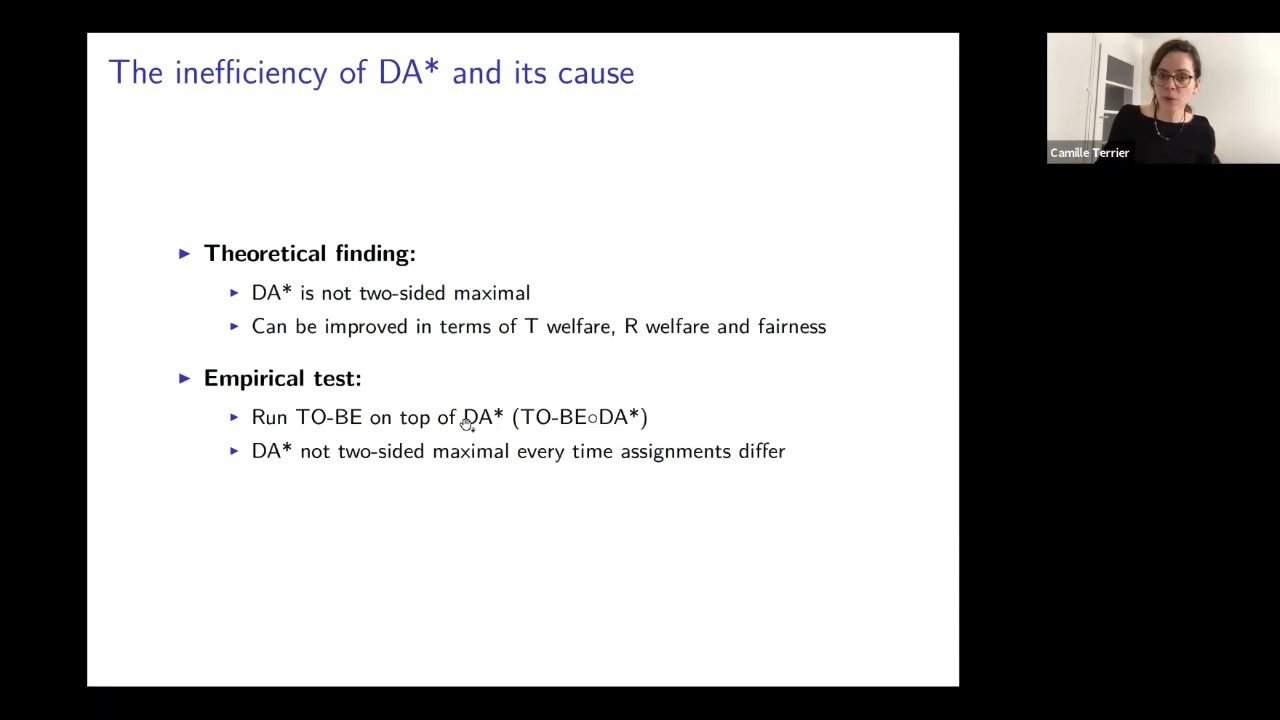 The inefficiency of DA* and its cause
Camille Terrier
▶ Theoretical finding:
▶ DA* is not two-sided maximal
▶ Can be improved in terms of T welfare, R welfare and fairness
▶ Empirical test:
▶ Run TO-BE on top of DA* (TO-BE○DA*)
▶ DA* not two-sided maximal every time assignments differ